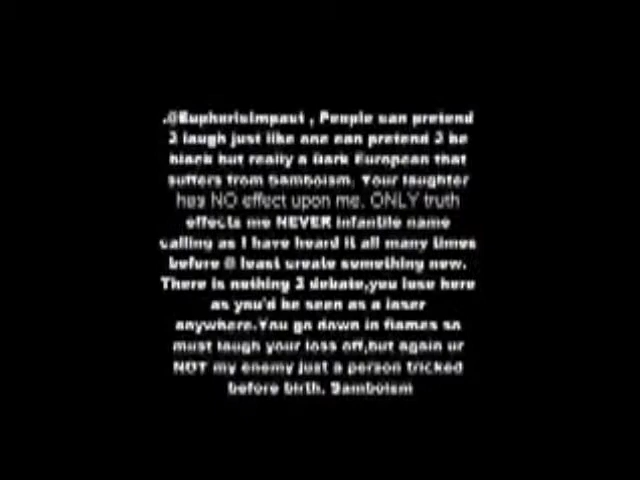 .@EuphoricImpact , People can pretend
2 laugh just like one can pretend 2 be
black but really a Dark European that
suffers from Samboism. Your laughter
has NO effect upon me. ONLY truth
effects me NEVER infantile name
calling as I have heard it all many times
before @ least create something new.
There is nothing 2 debate,you lose here
as you'd be seen as a loser
anywhere.You go down in flames so
must laugh your loss off,but again ur
NOT my enemy just a person tricked
before birth. Samboism